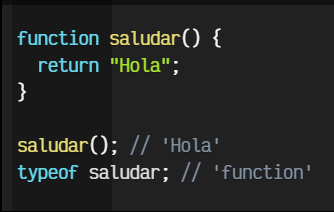 function saludar() {
  return "Hola";
}
saludar(); // 'Hola'
typeof saludar; // 'function'